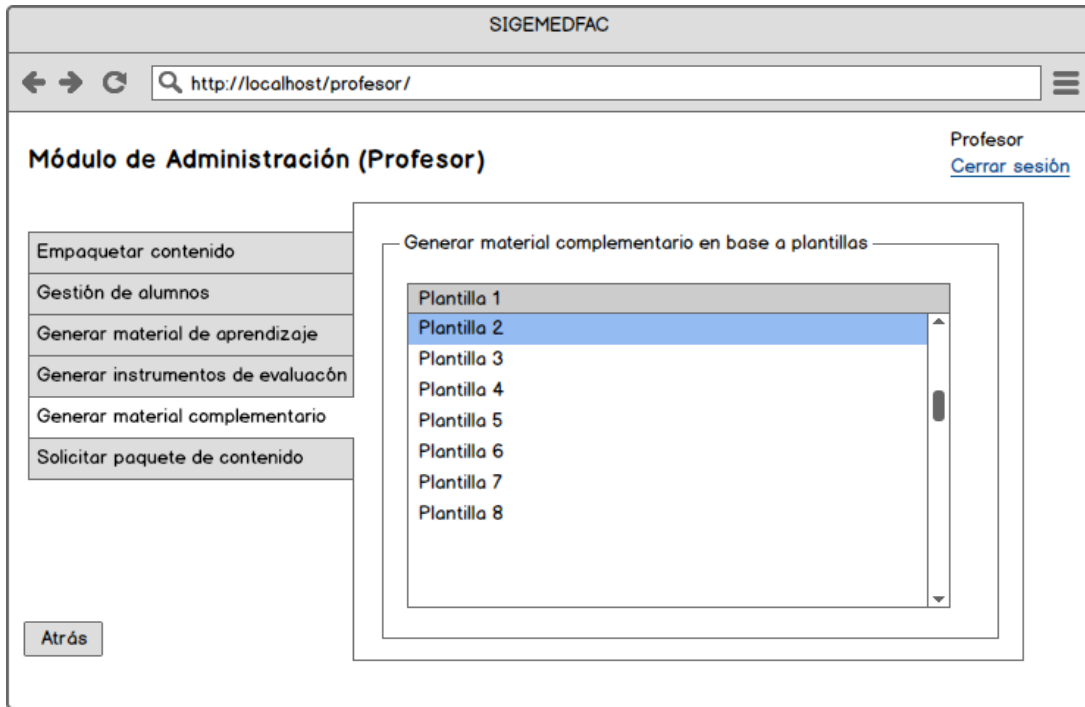 SIGEMEDFAC
http://localhost/profesor/
Módulo de Administración (Profesor)
Profesor
Cerrar sesión
Empaquetar contenido
Gestión de alumnos
Generar material de aprendizaje
Generar instrumentos de evaluacón
Generar material complementario
Solicitar paquete de contenido
Generar material complementario en base a plantillas
Plantilla 1
Plantilla 2
Plantilla 3
Plantilla 4
Plantilla 5
Plantilla 6
Plantilla 7
Plantilla 8
Atrás